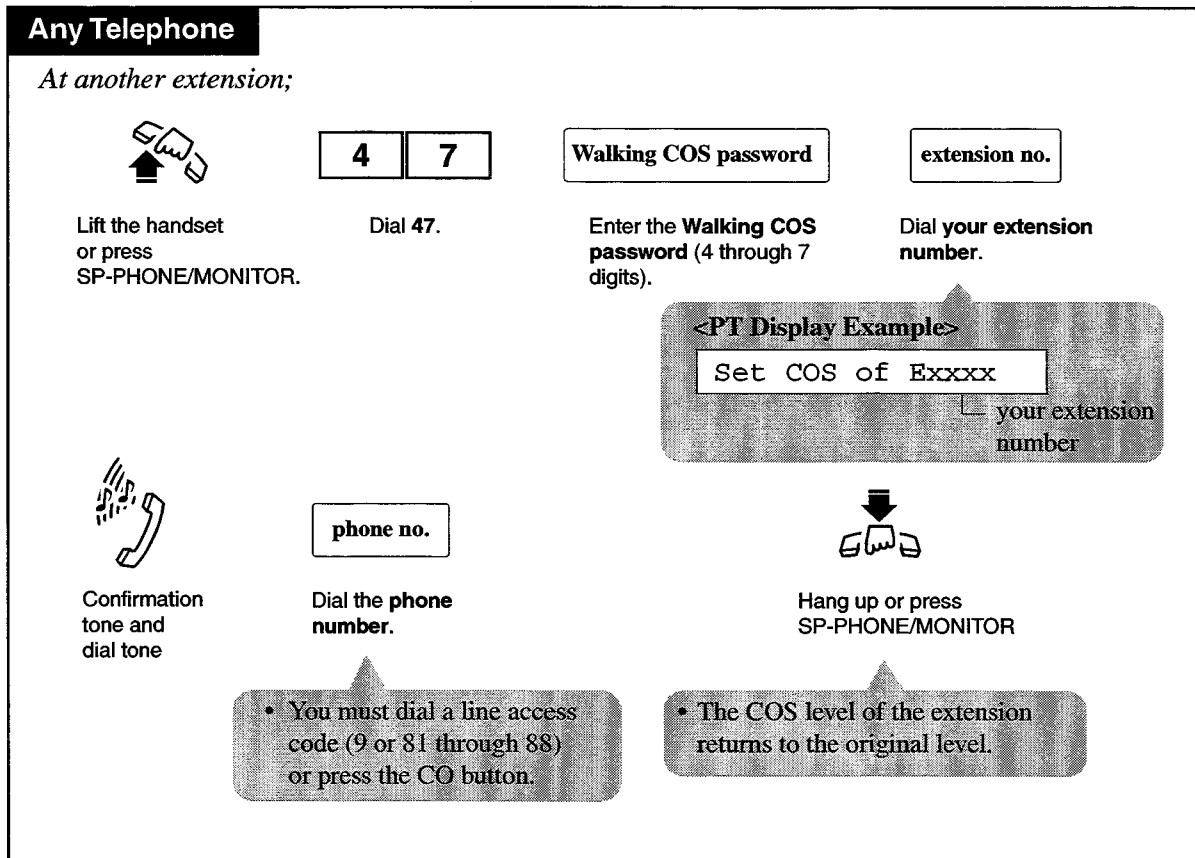 Any Telephone
At another extension;
4 7
Walking COS password
extension no.
Lift the handset
or press
SP-PHONE/MONITOR.
Dial 47.
Enter the Walking COS
password (4 through 7
digits).
Dial your extension
number.
<PT Display Example>
Set COS of Exxxx
your extension
number
phone no.
Confirmation
tone and
dial tone
Dial the phone
number.
Hang up or press
SP-PHONE/MONITOR
• You must dial a line access
code (9 or 81 through 88)
or press the CO button.
• The COS level of the extension
returns to the original level.